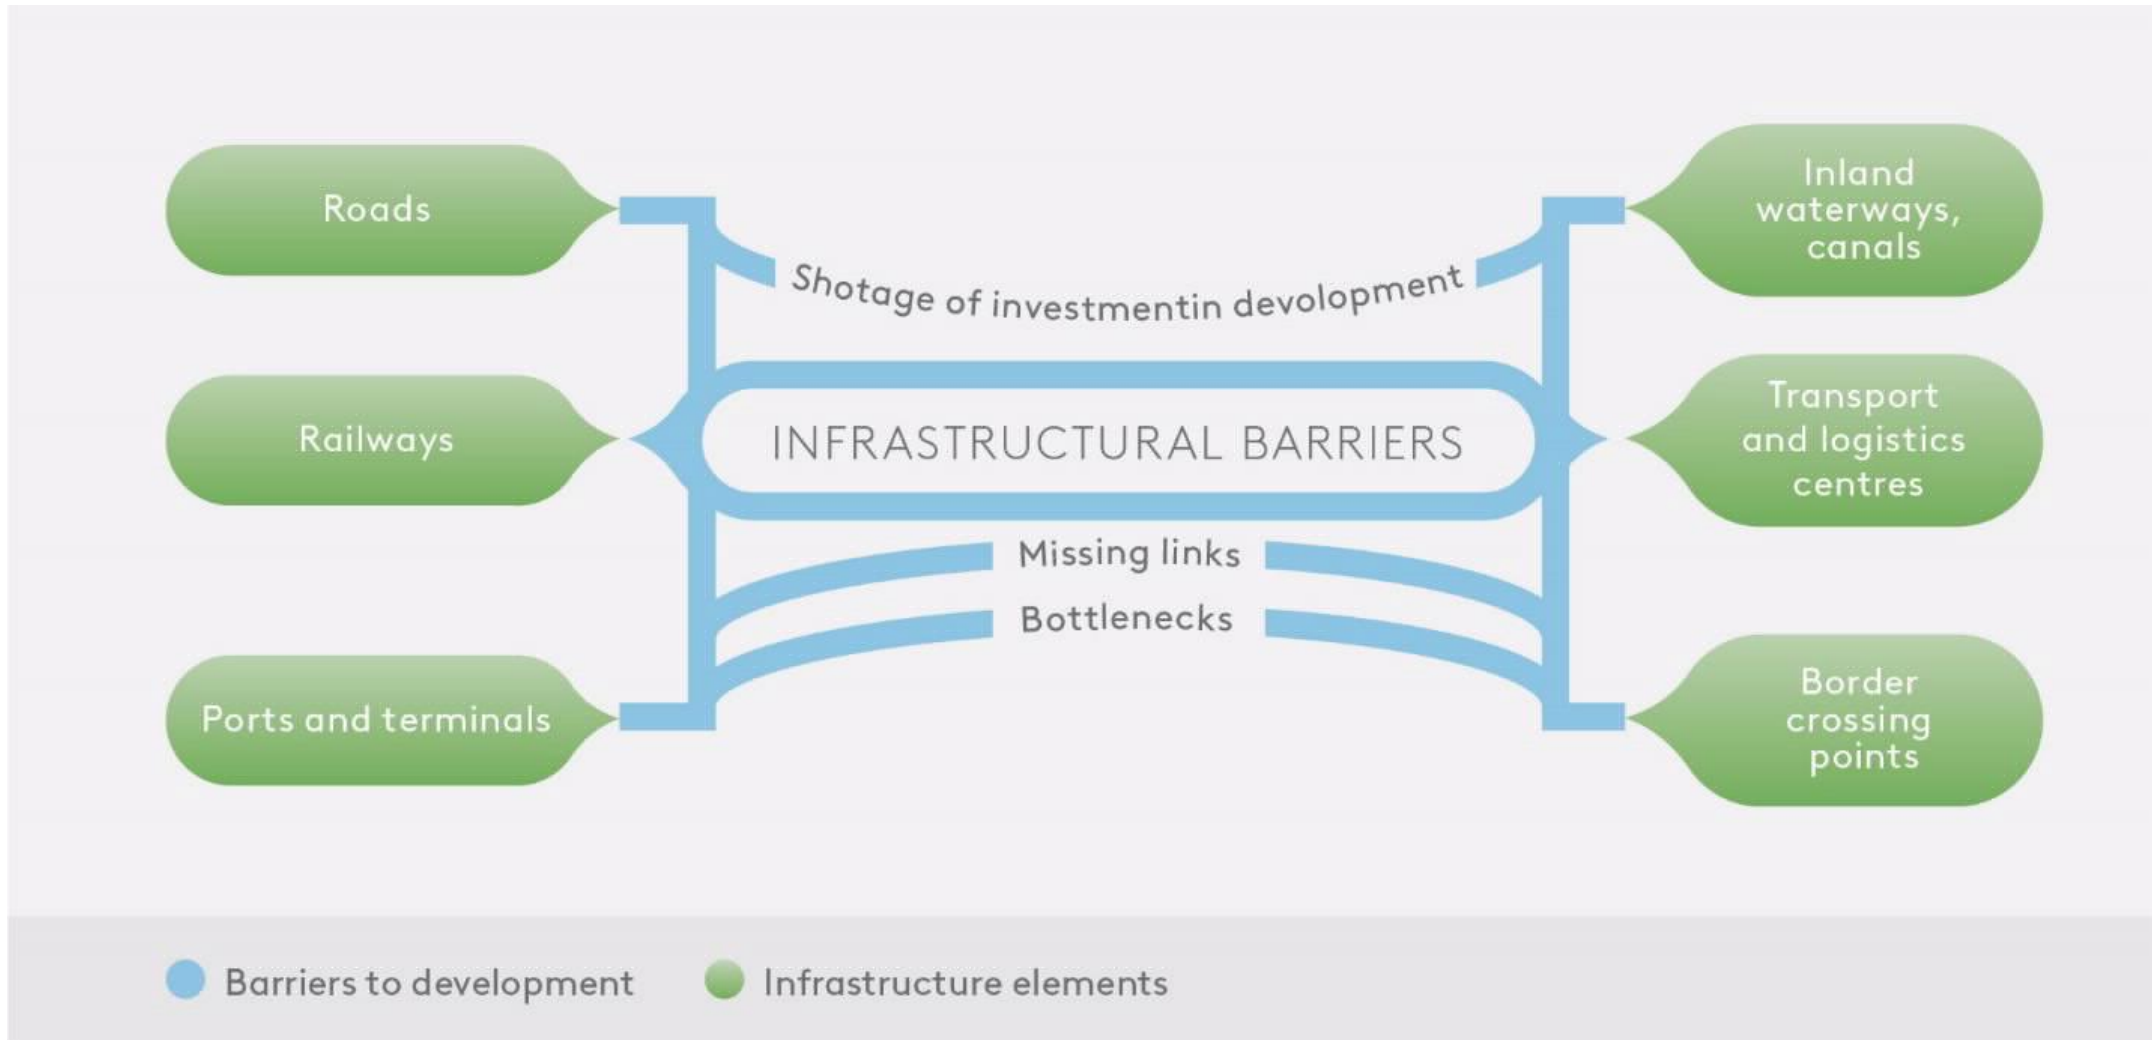 Roads
Railways
Ports and terminals
Shotage of investmentin devolopment
INFRASTRUCTURAL BARRIERS
Missing links
Bottlenecks
Inland
waterways,
canals
Transport
and logistics
centres
Border
crossing
points
Barriers to development
Infrastructure elements